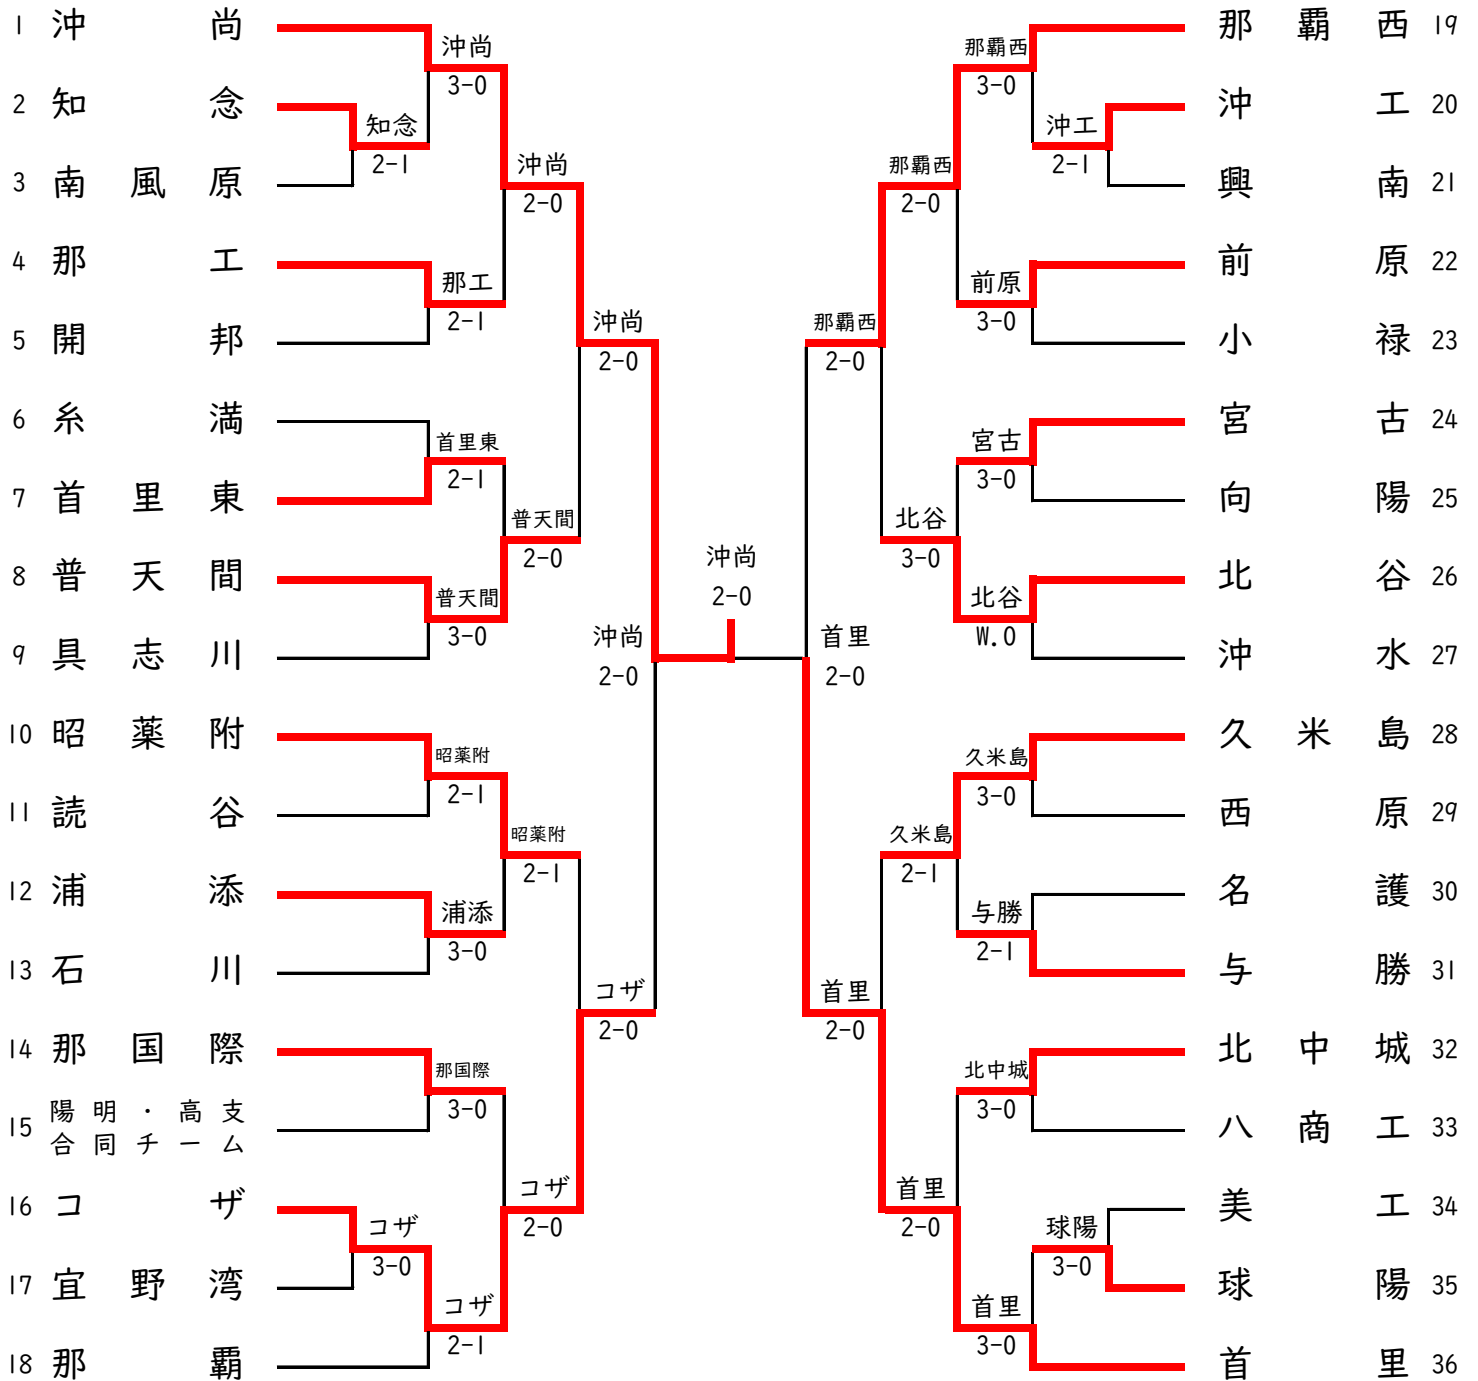 1 沖尚
2 知念
3 南風原
4 那工
5 開邦
6 糸満
7 首里東
8 普天間
9 具志川
10 昭薬附
11 読谷
12 浦添
13 石川
14 那国際
15 陽明・高支
合同チーム
16 コザ
17 宜野湾
18 那覇
知念
2-1
コザ
3-0
沖尚
3-0
那工
2-1
首里東
2-1
普天間
3-0
昭薬附
2-1
浦添
3-0
那国際
3-0
コザ
2-1
沖尚
2-0
普天間
2-0
昭薬附
2-1
コザ
2-0
沖尚
2-0
沖尚
2-0
コザ
2-0
沖尚
2-0
那覇西
2-0
首里
2-0
首里
2-0
那覇西
2-0
北谷
3-0
久米島
2-1
首里
2-0
那覇西
3-0
前原
3-0
宮古
3-0
北谷
W.0
久米島
3-0
与勝
2-1
北中城
3-0
首里
3-0
沖工
2-1
球陽
3-0
那覇西 19
沖工 20
興南 21
前原 22
小禄 23
宮古 24
向陽 25
北谷 26
沖水 27
久米島 28
西原 29
名護 30
与勝 31
北中城 32
八商工 33
美工 34
球陽 35
首里 36